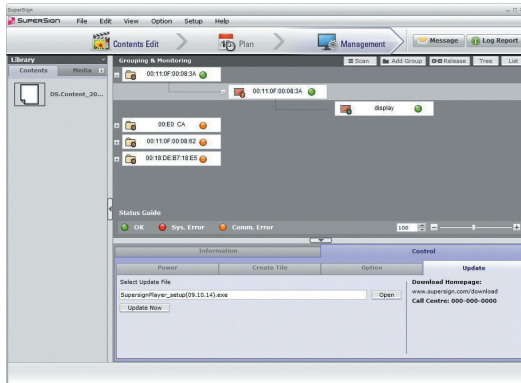 SuperSign
SUPERSIGN File Edit View Option Setup Help
Contents Edit Plan Management Message Log Report
Library Grouping & Monitoring Scan Add Group Release Tree List
Contents Media 00:11:0F:00:08:3A
DS.Content_20... 00:11:0F:00:08:3A
display
00:E0 CA
00:11:0F:00:08:62
00:18:DE:B7:18:E5
Status Guide
OK Sys. Error Comm. Error 100
Information Control
Power Create Tile Option Update
Select Update File Download Homepage:
SupersignPlayer_setup(09.10.14).exe Open www.supersign.com/download
Update Now Call Centre: 000-000-0000